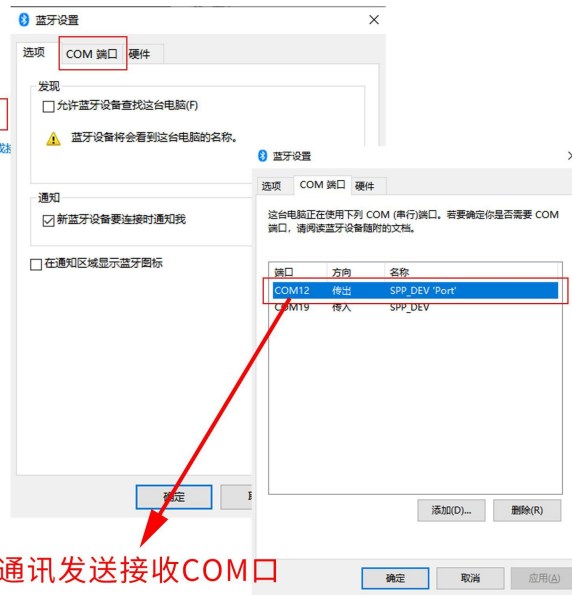 蓝牙设置
选项 COM 端口 硬件
发现
允许蓝牙设备查找这台电脑(F)
蓝牙设备将会看到这台电脑的名称。
通知
新蓝牙设备要连接时通知我
在通知区域显示蓝牙图标
蓝牙设置
选项 COM 端口 硬件
这台电脑正在使用下列 COM (串行)端口。若要确定你是否需要 COM
端口，请阅读蓝牙设备随附的文档。
端口 方向 名称
COM12 传出 SPP_DEV 'Port'
COM19 传入 SPP_DEV
添加(D)... 删除(R)
确定 取消 应用(A)
确定
通讯发送接收COM口